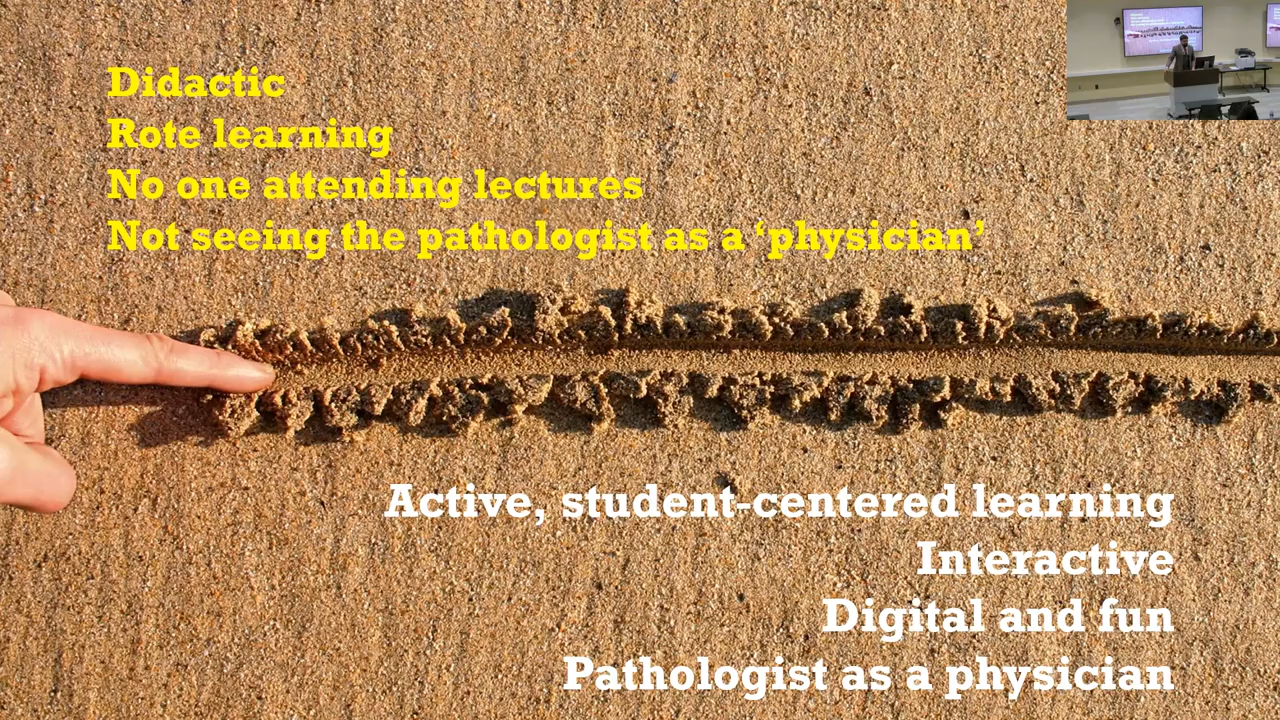 Didactic
Rote learning
No one attending lectures
Not seeing the pathologist as a ‘physician’
Active, student-centered learning
Interactive
Digital and fun
Pathologist as a physician